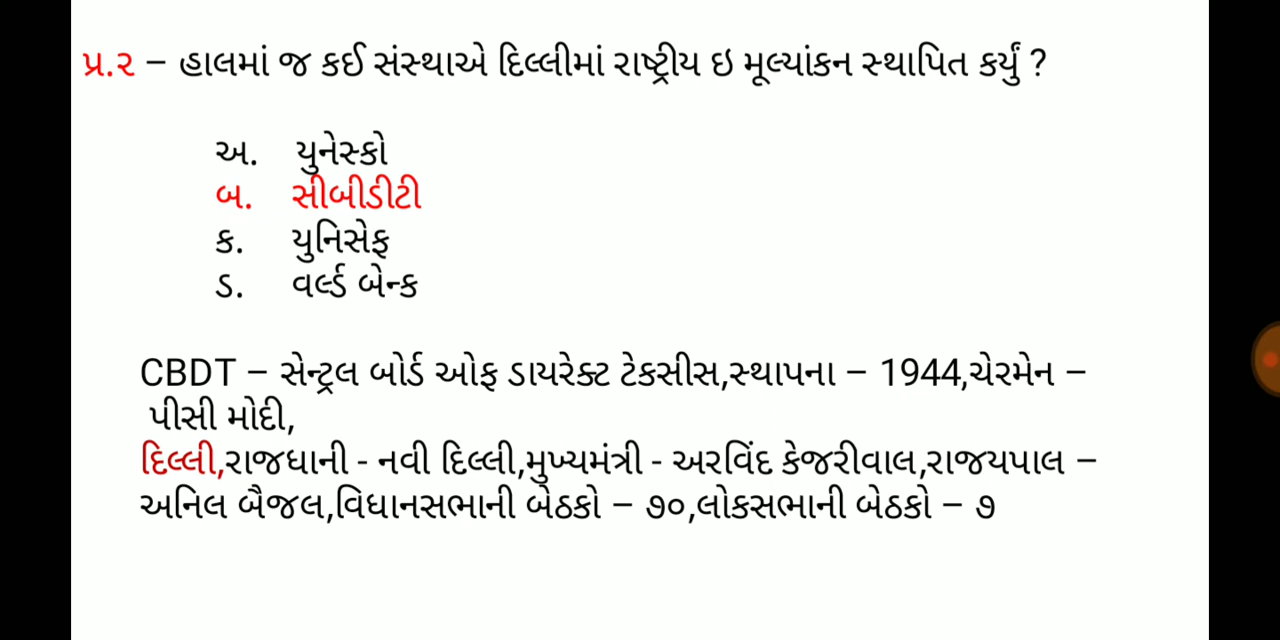 પ્ર.૨ – હાલમાં જ કઈ સંસ્થાએ દિલ્લીમાં રાષ્ટ્રીય ઇ મૂલ્યાંકન સ્થાપિત કર્યું ?
અ. યુનેસ્કો
બ. સીબીડીટી
ક. યુનિસેફ
ડ. વર્લ્ડ બેન્ક
CBDT – સેન્ટ્રલ બોર્ડ ઓફ ડાયરેક્ટ ટેકસીસ,સ્થાપના – 1944,ચેરમેન –
પીસી મોદી,
દિલ્લી,રાજધાની - નવી દિલ્લી,મુખ્યમંત્રી - અરવિંદ કેજરીવાલ,રાજયપાલ –
અનિલ બૈજલ,વિધાનસભાની બેઠકો – ૭૦,લોકસભાની બેઠકો – ૭